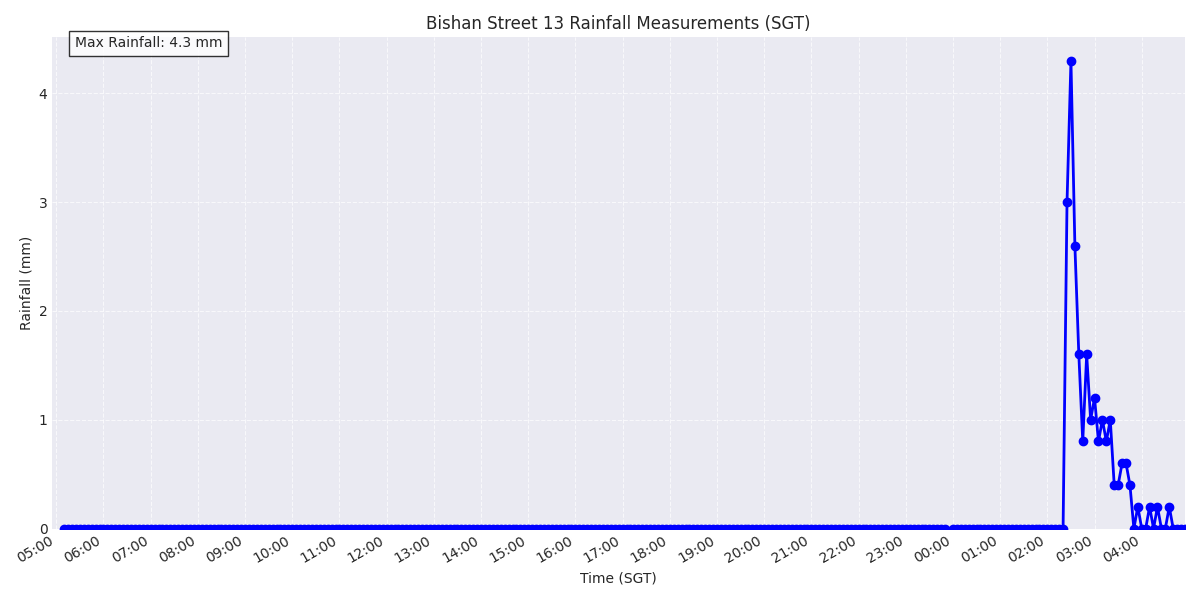 Bishan Street 13 Rainfall Measurements (SGT)
Max Rainfall: 4.3 mm
Rainfall (mm)
4
3
2
1
0
05:00 06:00 07:00 08:00 09:00 10:00 11:00 12:00 13:00 14:00 15:00 16:00 17:00 18:00 19:00 20:00 21:00 22:00 23:00 00:00 01:00 02:00 03:00 04:00
Time (SGT)